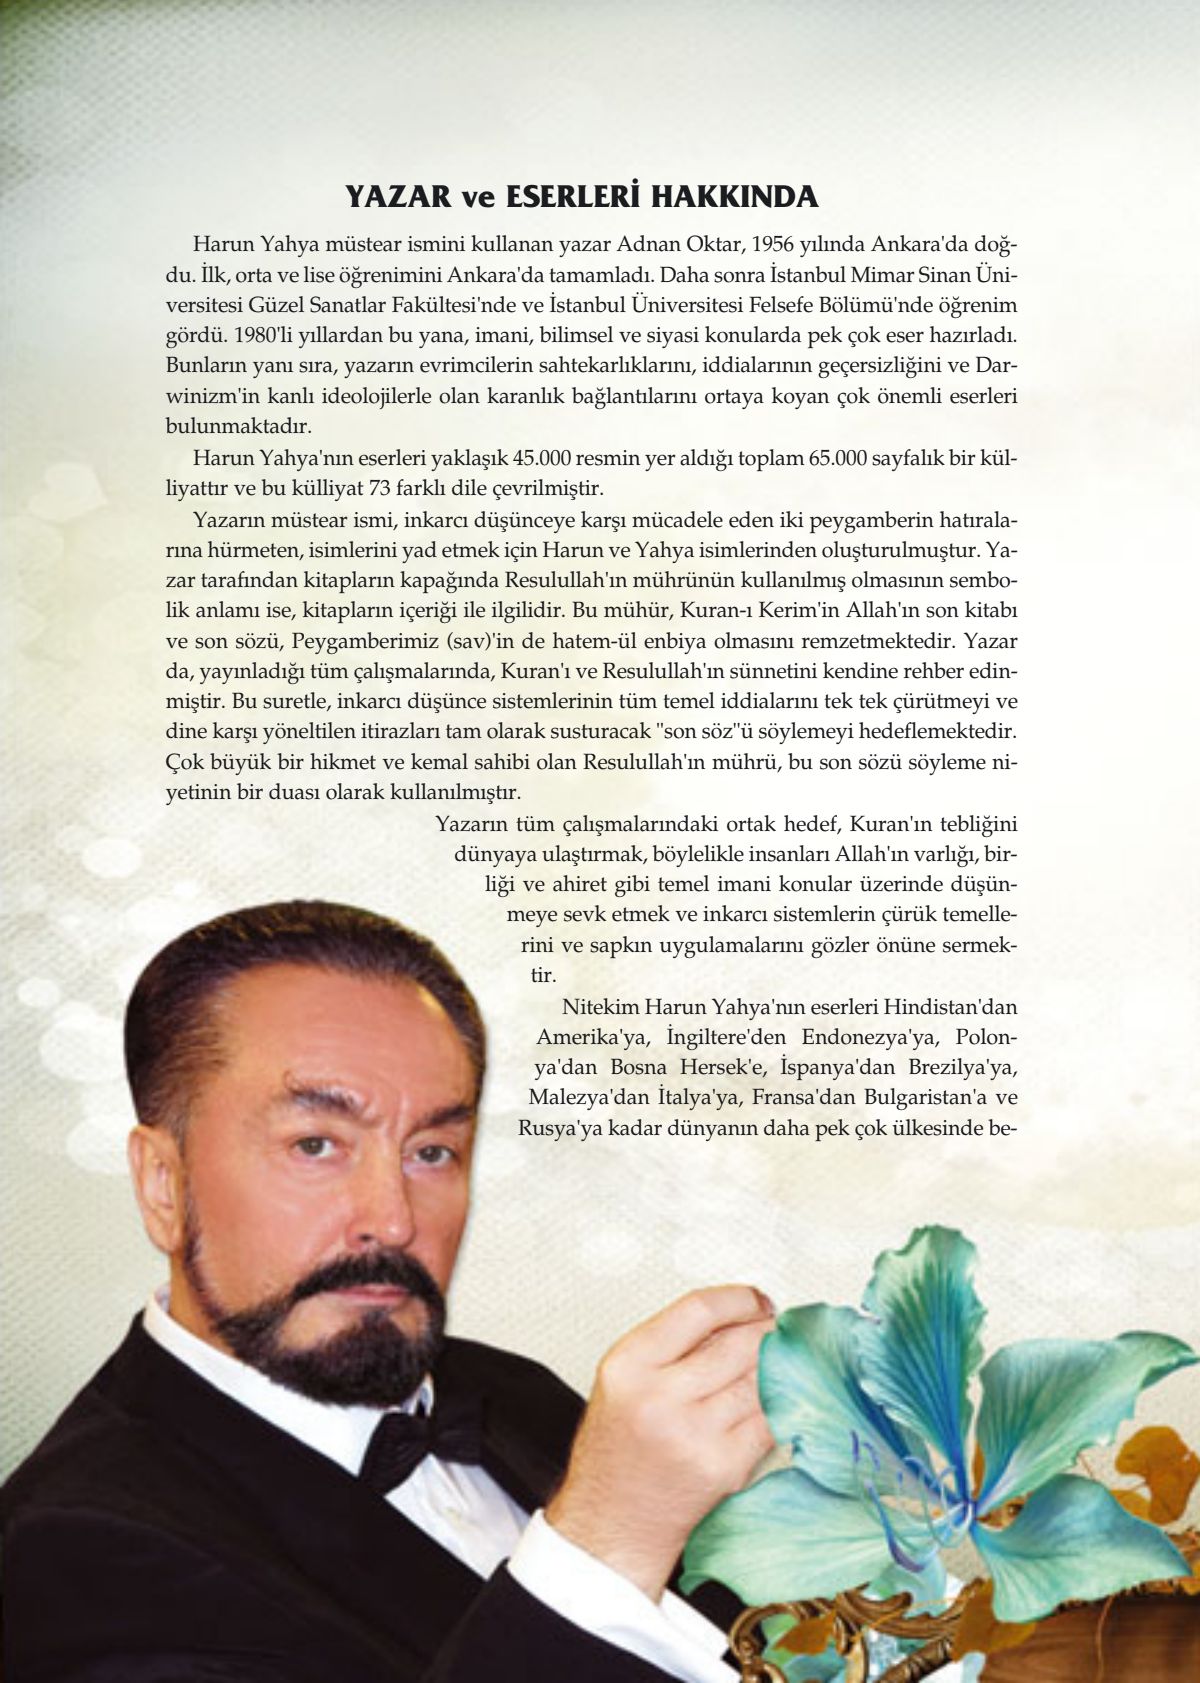 YAZAR ve ESERLERİ HAKKINDA
Harun Yahya müstear ismini kullanan yazar Adnan Oktar, 1956 yılında Ankara'da doğ-
du. İlk, orta ve lise öğrenimini Ankara'da tamamladı. Daha sonra İstanbul Mimar Sinan Üni-
versitesi Güzel Sanatlar Fakültesi'nde ve İstanbul Üniversitesi Felsefe Bölümü'nde öğrenim
gördü. 1980'li yıllardan bu yana, imani, bilimsel ve siyasi konularda pek çok eser hazırladı.
Bunların yanı sıra, yazarın evrimcilerin sahtekarlıklarını, iddialarının geçersizliğini ve Dar-
winizm'in kanlı ideolojilerle olan karanlık bağlantılarını ortaya koyan çok önemli eserleri
bulunmaktadır.
Harun Yahya'nın eserleri yaklaşık 45.000 resmin yer aldığı toplam 65.000 sayfalık bir kül-
liyattır ve bu külliyat 73 farklı dile çevrilmiştir.
Yazarın müstear ismi, inkarcı düşünceye karşı mücadele eden iki peygamberin hatırala-
rına hürmeten, isimlerini yad etmek için Harun ve Yahya isimlerinden oluşturulmuştur. Ya-
zar tarafından kitapların kapağında Resulullah'ın mührünün kullanılmış olmasının sembo-
lik anlamı ise, kitapların içeriği ile ilgilidir. Bu mühür, Kuran-ı Kerim'in Allah'ın son kitabı
ve son sözü, Peygamberimiz (sav)'in de hatem-ül enbiya olmasını remzetmektedir. Yazar
da, yayınladığı tüm çalışmalarında, Kuran'ı ve Resulullah'ın sünnetini kendine rehber edin-
miştir. Bu suretle, inkarcı düşünce sistemlerinin tüm temel iddialarını tek tek çürütmeyi ve
dine karşı yöneltilen itirazları tam olarak susturacak "son söz"ü söylemeyi hedeflemektedir.
Çok büyük bir hikmet ve kemal sahibi olan Resulullah'ın mührü, bu son sözü söyleme ni-
yetinin bir duası olarak kullanılmıştır.
Yazarın tüm çalışmalarındaki ortak hedef, Kuran'ın tebliğini
dünyaya ulaştırmak, böylelikle insanları Allah'ın varlığı, bir-
liği ve ahiret gibi temel imani konular üzerinde düşün-
meye sevk etmek ve inkarcı sistemlerin çürük temelle-
rini ve sapkın uygulamalarını gözler önüne sermek-
tir.
Nitekim Harun Yahya'nın eserleri Hindistan'dan
Amerika'ya, İngiltere'den Endonezya'ya, Polon-
ya'dan Bosna Hersek'e, İspanya'dan Brezilya'ya,
Malezya'dan İtalya'ya, Fransa'dan Bulgaristan'a ve
Rusya'ya kadar dünyanın daha pek çok ülkesinde be-